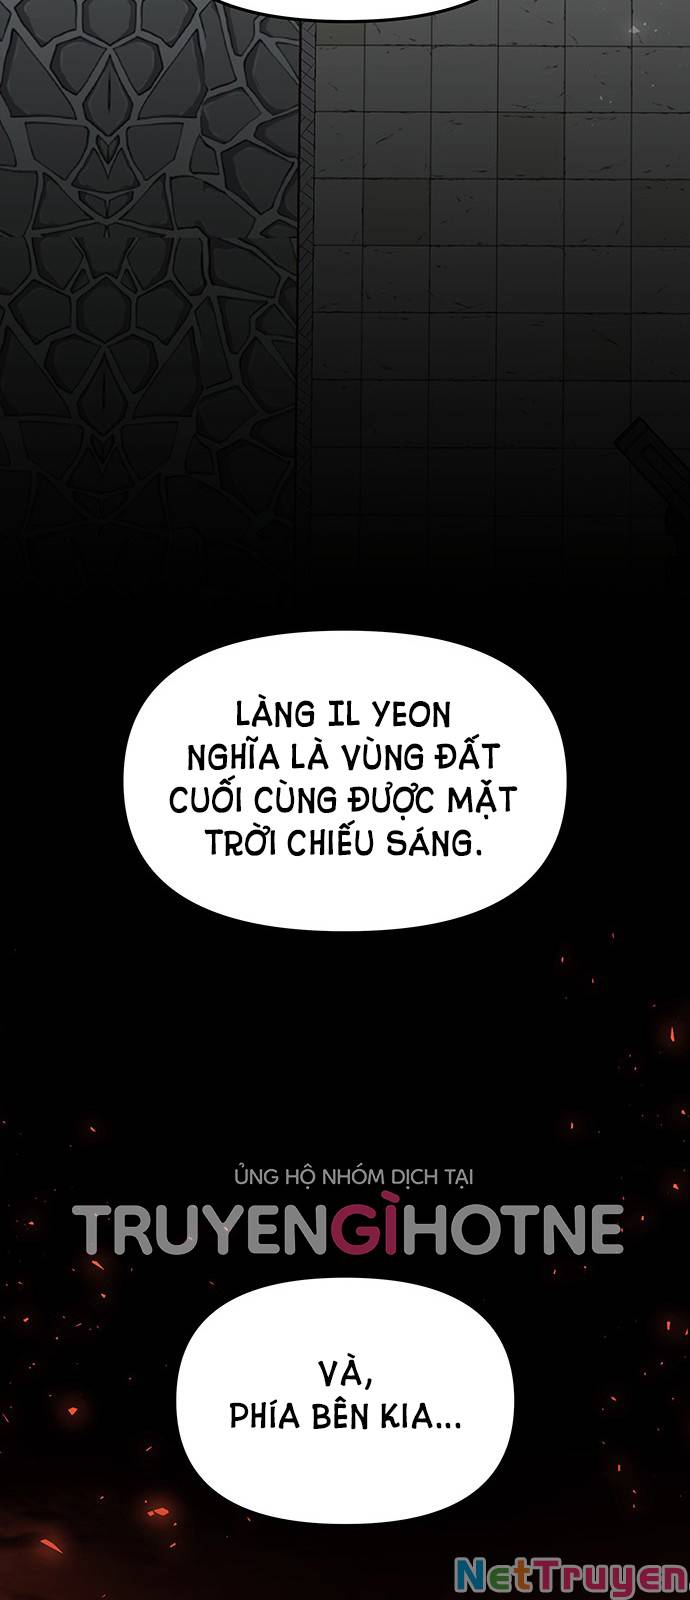 LÀNG IL YEON
NGHĨA LÀ VÙNG ĐẤT
CUỐI CÙNG ĐƯỢC MẶT
TRỜI CHIẾU SÁNG.
ỦNG HỘ NHÓM DỊCH TẠI
TRUYENGÌHOTNE
VÀ,
PHÍA BÊN KIA...
NetTruyen